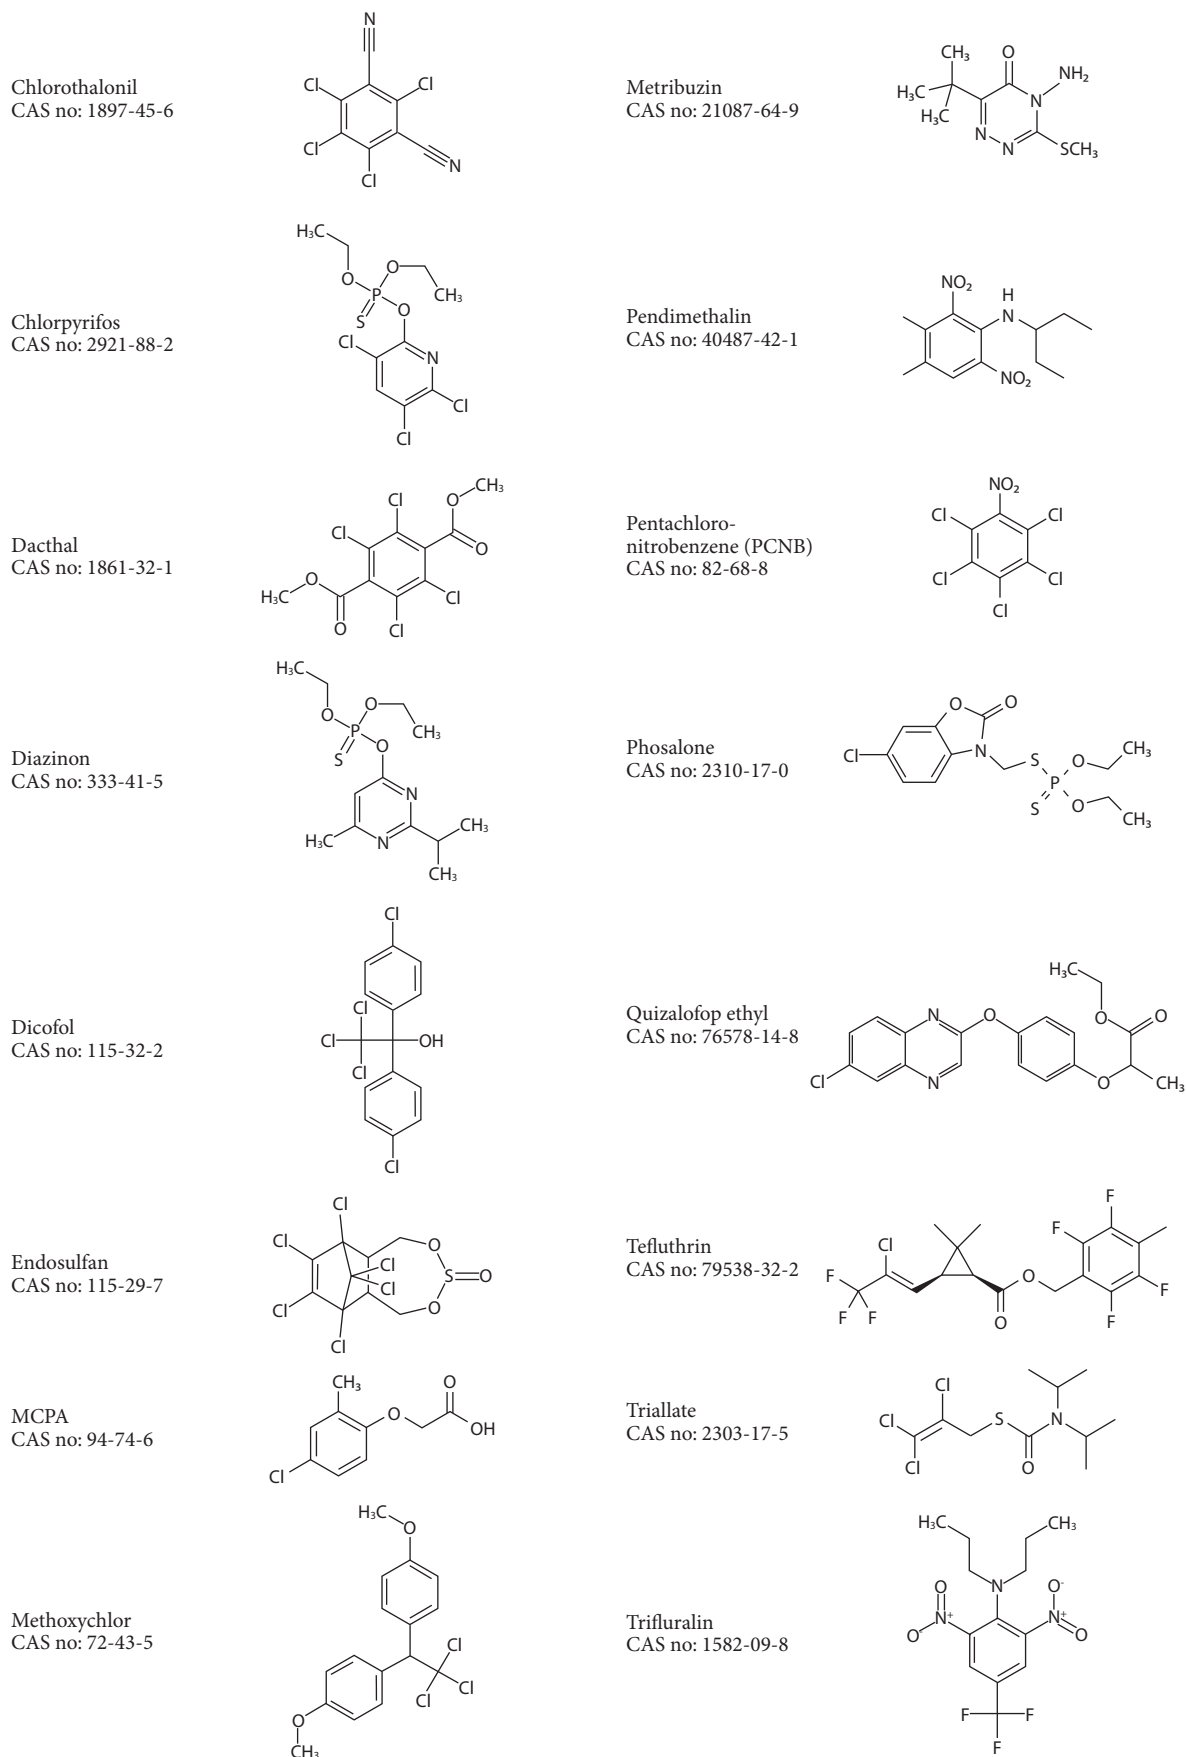 Chlorothalonil
CAS no: 1897-45-6
N
Cl
Cl
Cl
N
Cl
Metribuzin
CAS no: 21087-64-9
CH₃
O
NH₂
H₃C
N
H₃C
N
N
SCH₃
Chlorpyrifos
CAS no: 2921-88-2
H₃C
O
O
P
CH₃
S
O
Cl
N
Cl
Cl
Pendimethalin
CAS no: 40487-42-1
NO₂
H
N
NO₂
Dacthal
CAS no: 1861-32-1
CH₃
Cl
O
Cl
O
O
H₃C
Cl
O
Cl
Pentachloro-
nitrobenzene (PCNB)
CAS no: 82-68-8
NO₂
Cl
Cl
Cl
Cl
Cl
Diazinon
CAS no: 333-41-5
H₃C
O
O
P
CH₃
S
O
N
H₃C
N
CH₃
CH₃
Phosalone
CAS no: 2310-17-0
O
O
Cl
N
S
O
CH₃
P
S
O
CH₃
Dicofol
CAS no: 115-32-2
Cl
Cl
Cl
OH
Cl
Cl
Quizalofop ethyl
CAS no: 76578-14-8
H₃C
N
O
O
O
Cl
N
O
CH₃
Endosulfan
CAS no: 115-29-7
Cl
Cl
O
Cl
Cl
S
O
Cl
O
Cl
Tefluthrin
CAS no: 79538-32-2
F
F
Cl
F
O
F
F
F
O
F
F
MCPA
CAS no: 94-74-6
CH₃
O
O
OH
Cl
Triallate
CAS no: 2303-17-5
Cl
Cl
S
N
Cl
O
Methoxychlor
CAS no: 72-43-5
H₃C
O
Cl
Cl
Cl
O
CH₃
Trifluralin
CAS no: 1582-09-8
H₃C
CH₃
N
O
O⁻
N⁺
N⁺
O⁻
O
F
F
F